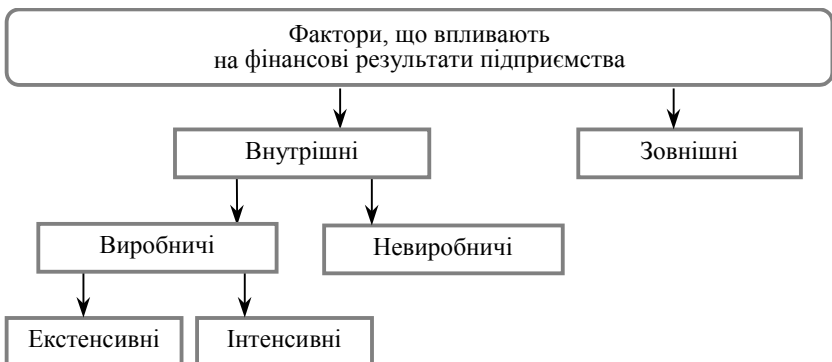 Фактори, що впливають
на фінансові результати підприємства
Внутрішні
Зовнішні
Виробничі
Невиробничі
Екстенсивні
Інтенсивні